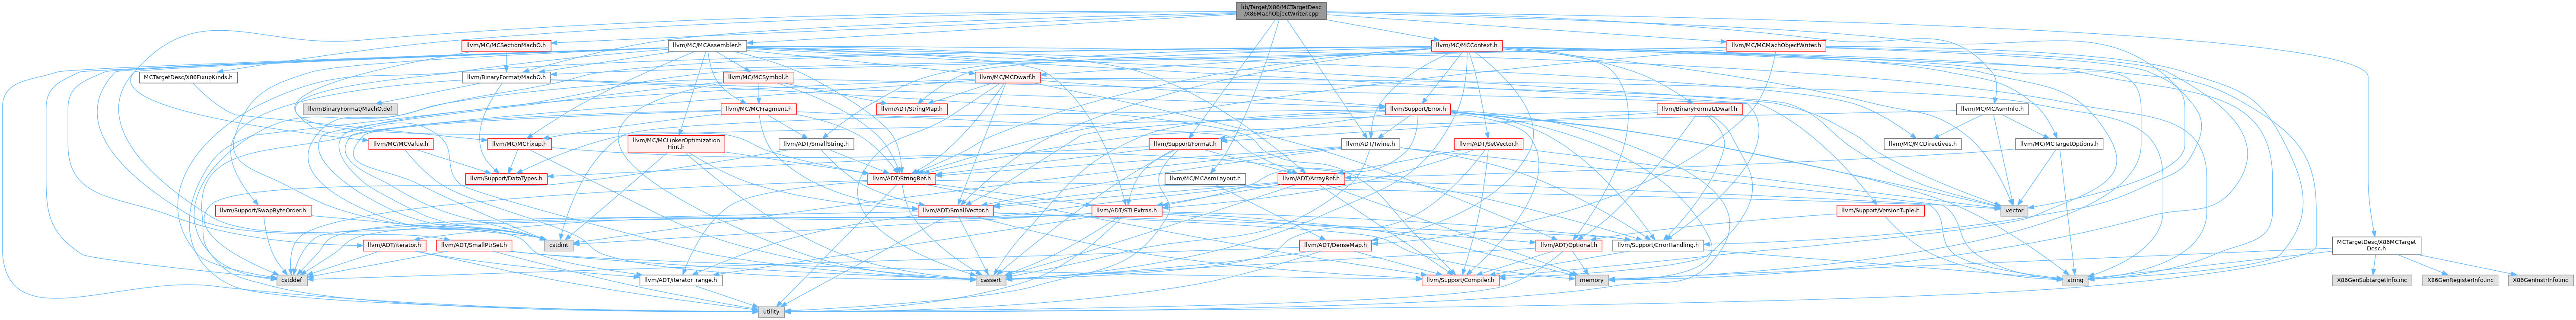 lib/Target/X86/MCTargetDesc
/X86MachObjectWriter.cpp
llvm/MC/MCSectionMachO.h
llvm/MC/MCAssembler.h
llvm/MC/MCContext.h
llvm/MC/MCMachObjectWriter.h
MCTargetDesc/X86FixupKinds.h
llvm/BinaryFormat/MachO.h
llvm/MC/MCSymbol.h
llvm/MC/MCDwarf.h
llvm/BinaryFormat/MachO.def
llvm/MC/MCFragment.h
llvm/ADT/StringMap.h
llvm/Support/Error.h
llvm/BinaryFormat/Dwarf.h
llvm/MC/MCAsmInfo.h
llvm/MC/MCValue.h
llvm/MC/MCFixup.h
llvm/MC/MCLinkerOptimization
Hint.h
llvm/ADT/SmallString.h
llvm/Support/Format.h
llvm/ADT/Twine.h
llvm/ADT/SetVector.h
llvm/MC/MCDirectives.h
llvm/MC/MCTargetOptions.h
llvm/Support/DataTypes.h
llvm/ADT/StringRef.h
llvm/MC/MCAsmLayout.h
llvm/ADT/ArrayRef.h
llvm/Support/SwapByteOrder.h
llvm/ADT/SmallVector.h
llvm/ADT/STLExtras.h
llvm/Support/VersionTuple.h
vector
llvm/ADT/iterator.h
llvm/ADT/SmallPtrSet.h
cstdint
llvm/ADT/DenseMap.h
llvm/ADT/Optional.h
llvm/Support/ErrorHandling.h
MCTargetDesc/X86MCTarget
Desc.h
cstddef
llvm/ADT/iterator_range.h
cassert
llvm/Support/Compiler.h
memory
string
X86GenSubtargetInfo.inc
X86GenRegisterInfo.inc
X86GenInstrInfo.inc
utility